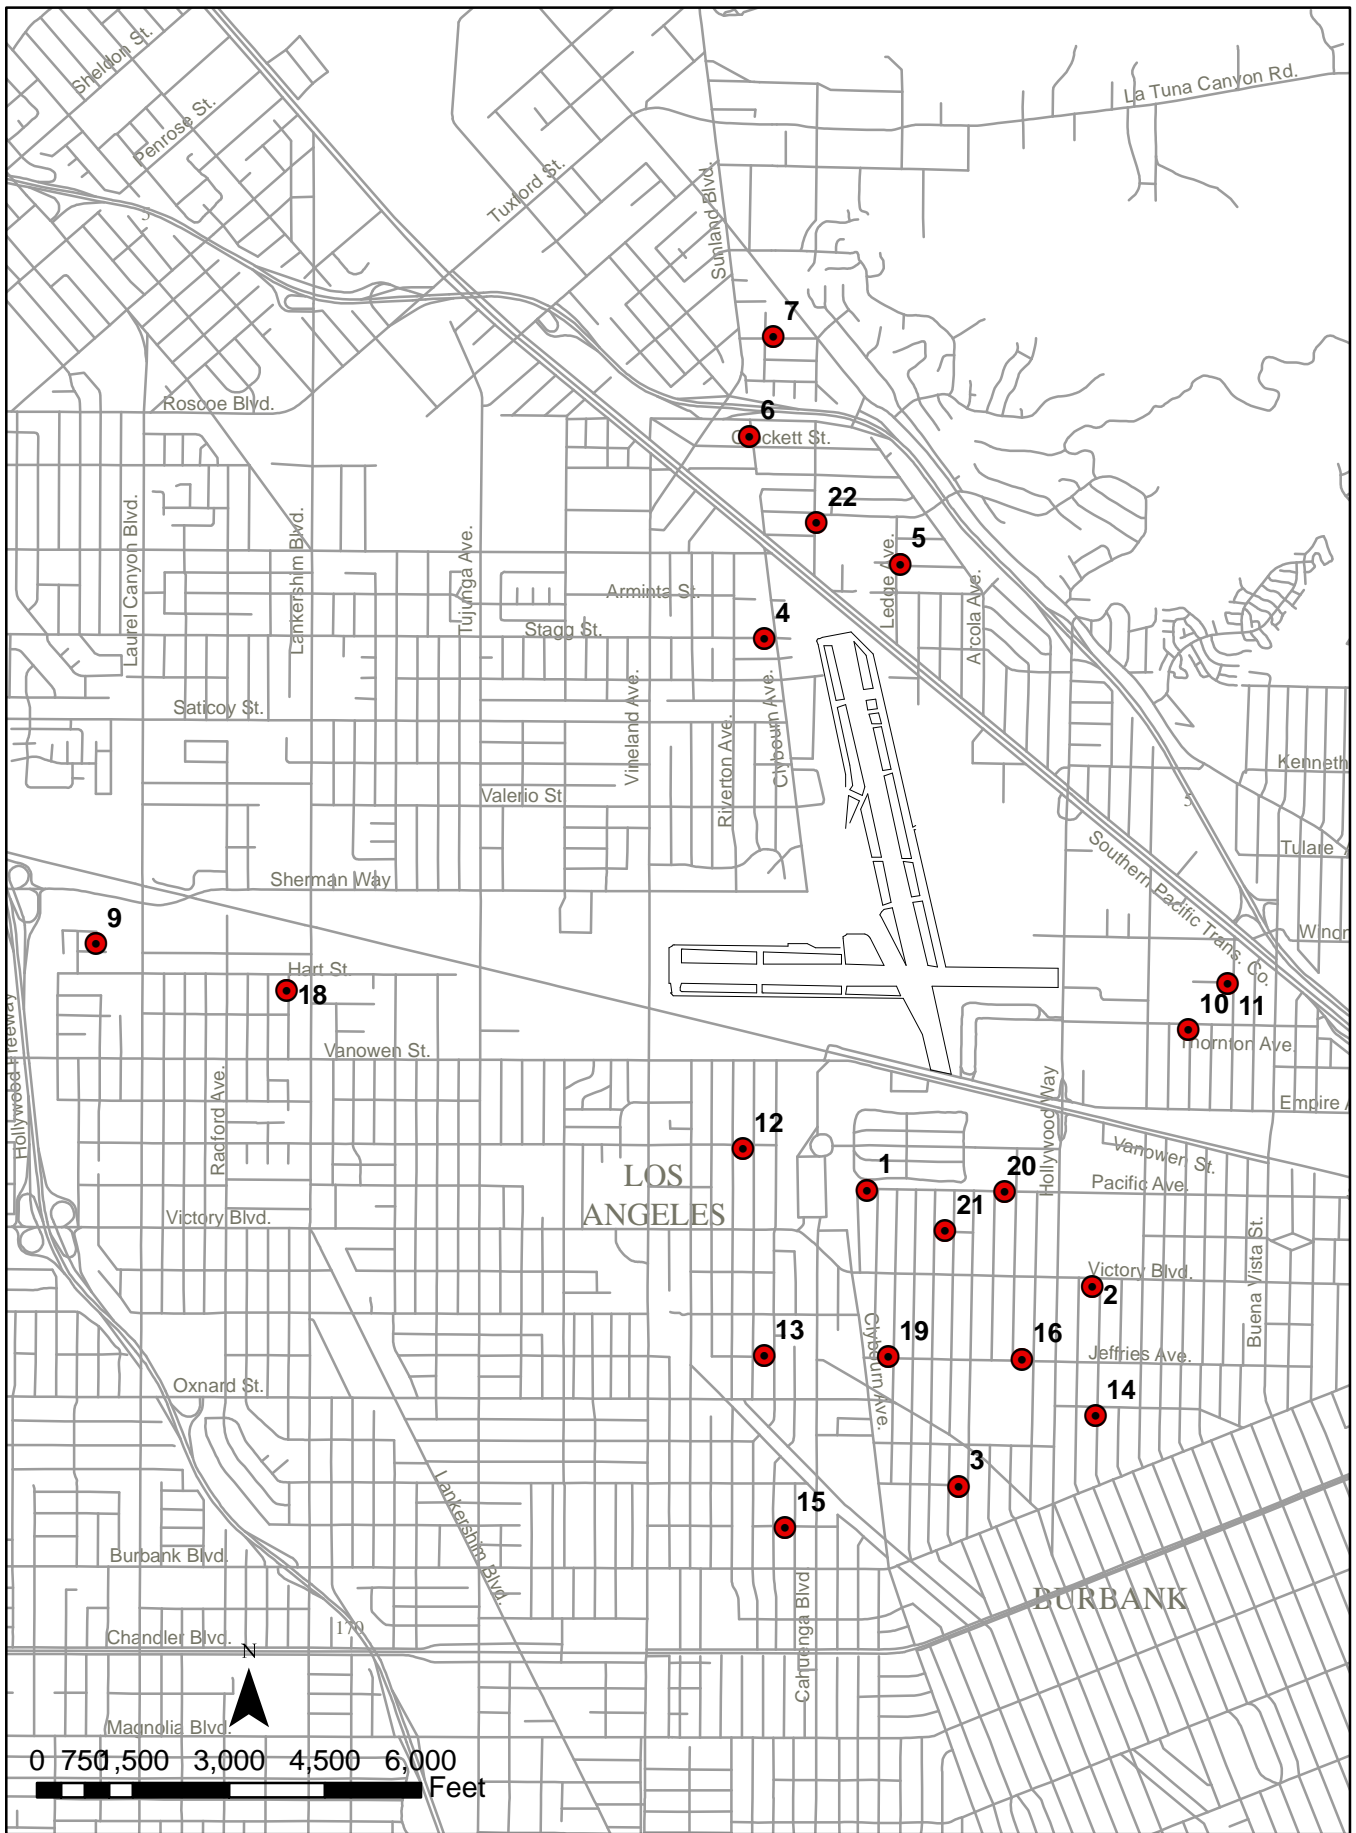 Sheldon St.
La Tuna Canyon Rd.
Penrose St.
Tuxford St.
Sunland Blvd.
5
7
Roscoe Blvd.
6
22
5
Laurel Canyon Blvd.
Lankershim Blvd.
Tujunga Ave.
Ledge Ave.
Arminta St.
Arcola Ave.
4
Stagg St.
Saticoy St.
Vineland Ave.
Riverton Ave.
Clybourn Ave.
Kenneth
Valerio St
5
Southern Pacific Trans. Co.
Tulare
Sherman Way
9
Hart St.
18
10
11
Thornton Ave.
Vanowen St.
Hollywood Freeway
Radford Ave.
Hollywood Way
Empire
12
Vanowen St.
LOS
ANGELES
1
20
Pacific Ave.
21
Victory Blvd.
Buena Vista St.
Victory Blvd.
2
13
Clybourn Ave.
19
16
Jeffries Ave.
Oxnard St.
14
3
Lankershim Blvd.
15
Burbank Blvd.
Cahuenga Blvd
BURBANK
170
Chandler Blvd.
N
Magnolia Blvd.
0 750 1,500 3,000 4,500 6,000
Feet